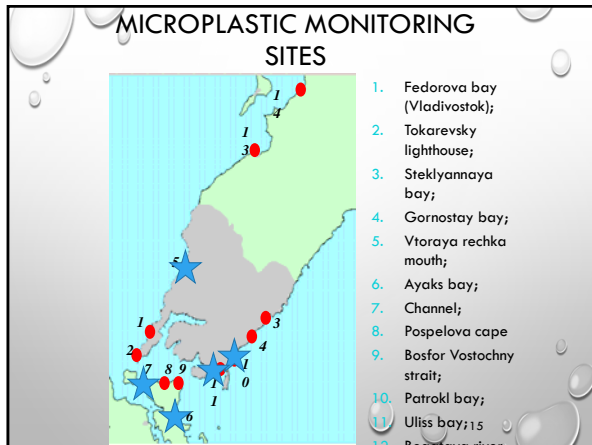 MICROPLASTIC MONITORING
SITES
1. Fedorova bay
(Vladivostok);
2. Tokarevsky
lighthouse;
3. Steklyannaya
bay;
4. Gornostay bay;
5. Vtoraya rechka
mouth;
6. Ayaks bay;
7. Channel;
8. Pospelova cape
9. Bosfor Vostochny
strait;
10. Patrokl bay;
11. Uliss bay;
15
1
4
1
3
5
3
1
4
2
1
0
7
8
9
1
1
6